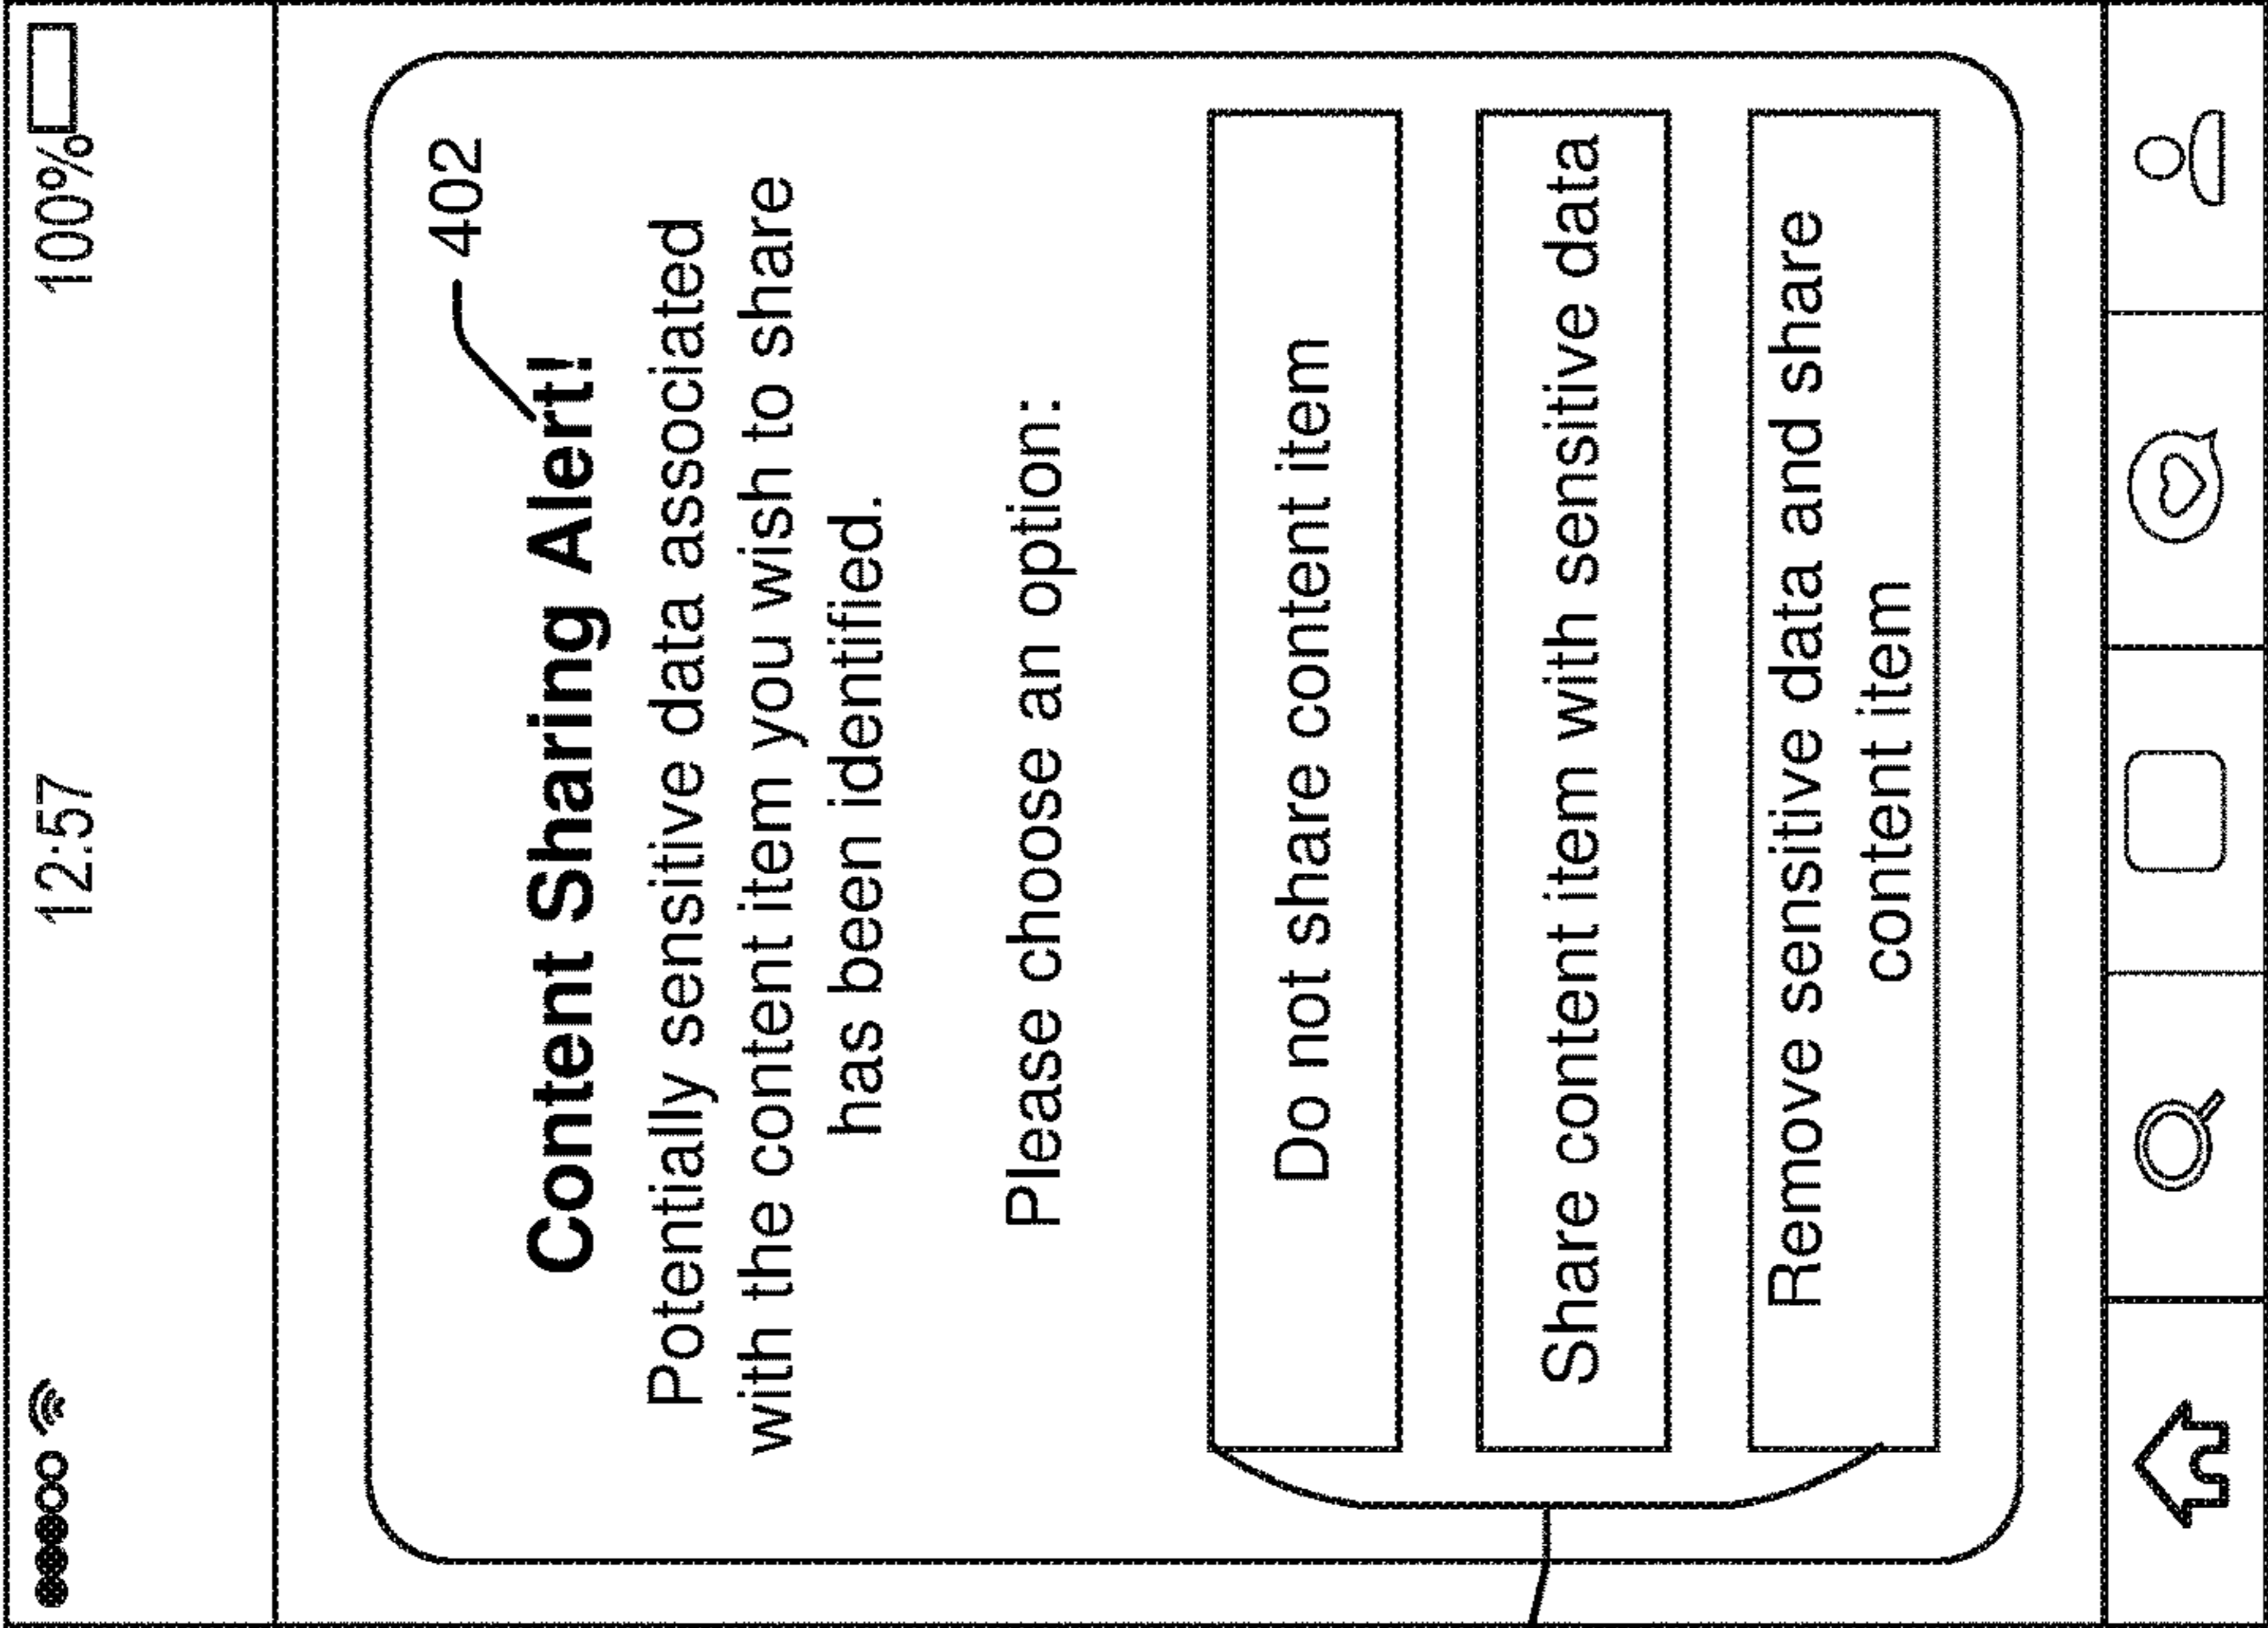 12:57
100%
402
Content Sharing Alert!
Potentially sensitive data associated
with the content item you wish to share
has been identified.
Please choose an option:
Do not share content item
Share content item with sensitive data
Remove sensitive data and share
content item